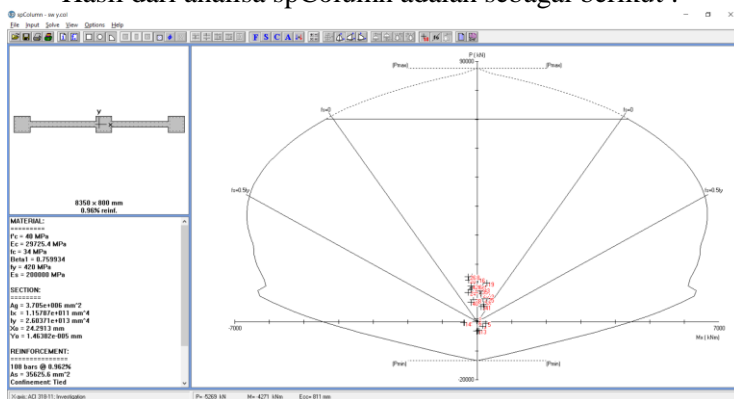 Hasil dari analisa spColumn adalah sebagai berikut :
spColumn - sw y.col
File Input Solve View Options Help
F S C A
P ( kN)
90000
(Pmax)
(Pmax)
fs=0
fs=0
fs=0.5fy
fs=0.5fy
y
x
8350 x 800 mm
0.96% reinf.
MATERIAL:
=========
f'c = 40 MPa
Ec = 29725.4 MPa
fc = 34 MPa
Beta1 = 0.759934
fy = 420 MPa
Es = 200000 MPa
SECTION:
========
Ag = 3.705e+006 mm^2
Ix = 1.15787e+011 mm^4
Iy = 2.60371e+013 mm^4
Xo = 24.2913 mm
Yo = 1.46382e-005 mm
REINFORCEMENT:
==============
100 bars @ 0.962%
As = 35625.6 mm^2
Confinement: Tied
-7000
7000
Mx ( kNm)
(Pmin)
(Pmin)
-20000
X-axis; ACI 318-11; Investigation
P= -5269 kN M= -4271 kNm Ecc= 811 mm